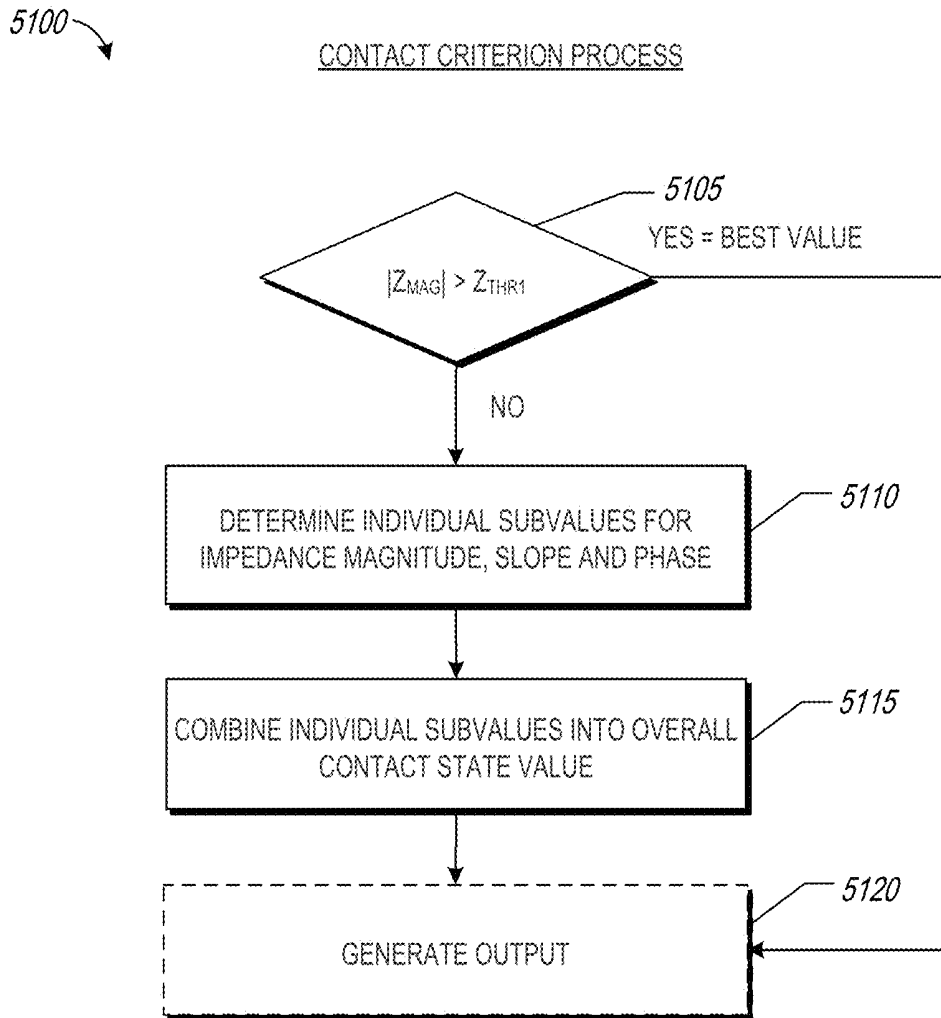 5100
CONTACT CRITERION PROCESS
5105
YES = BEST VALUE
|ZMAG| > ZTHR1
NO
5110
DETERMINE INDIVIDUAL SUBVALUES FOR
IMPEDANCE MAGNITUDE, SLOPE AND PHASE
5115
COMBINE INDIVIDUAL SUBVALUES INTO OVERALL
CONTACT STATE VALUE
5120
GENERATE OUTPUT